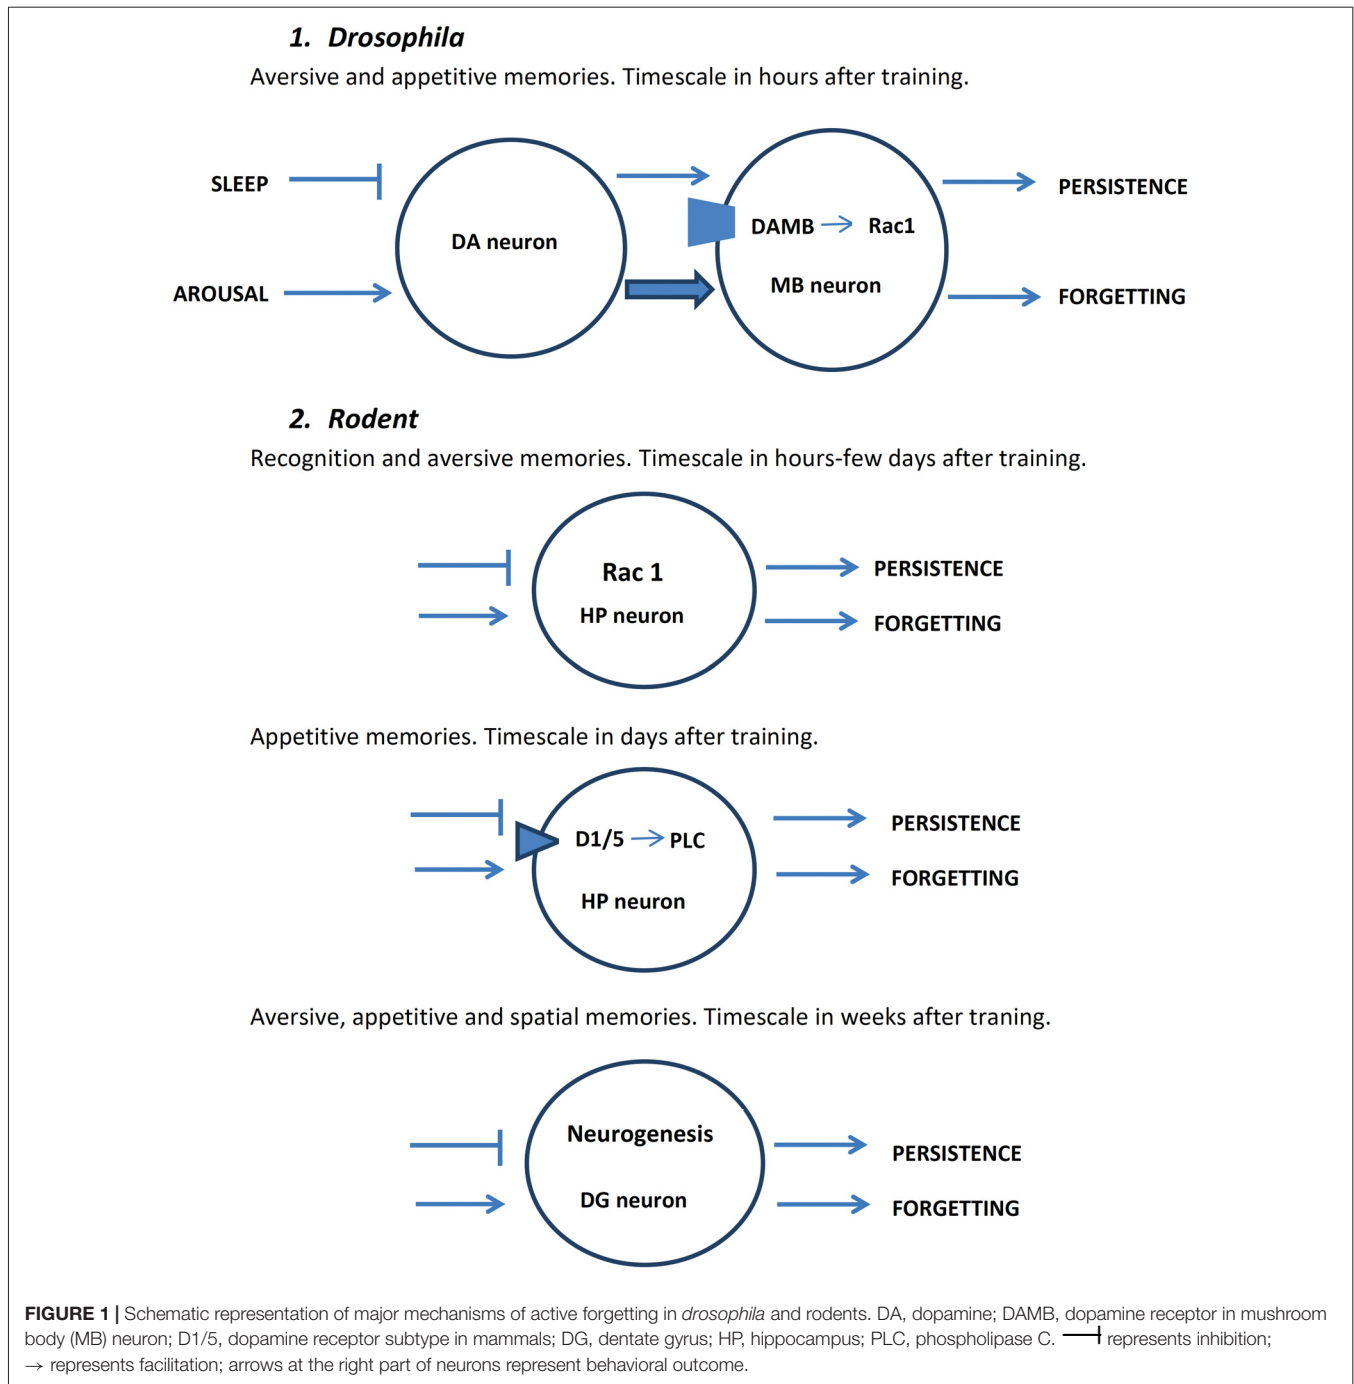 1. Drosophila
Aversive and appetitive memories. Timescale in hours after training.
SLEEP
AROUSAL
DA neuron
DAMB → Rac1
MB neuron
PERSISTENCE
FORGETTING
2. Rodent
Recognition and aversive memories. Timescale in hours-few days after training.
Rac 1
HP neuron
PERSISTENCE
FORGETTING
Appetitive memories. Timescale in days after training.
D1/5 → PLC
HP neuron
PERSISTENCE
FORGETTING
Aversive, appetitive and spatial memories. Timescale in weeks after traning.
Neurogenesis
DG neuron
PERSISTENCE
FORGETTING
FIGURE 1 | Schematic representation of major mechanisms of active forgetting in drosophila and rodents. DA, dopamine; DAMB, dopamine receptor in mushroom
body (MB) neuron; D1/5, dopamine receptor subtype in mammals; DG, dentate gyrus; HP, hippocampus; PLC, phospholipase C. ⟞ represents inhibition;
→ represents facilitation; arrows at the right part of neurons represent behavioral outcome.